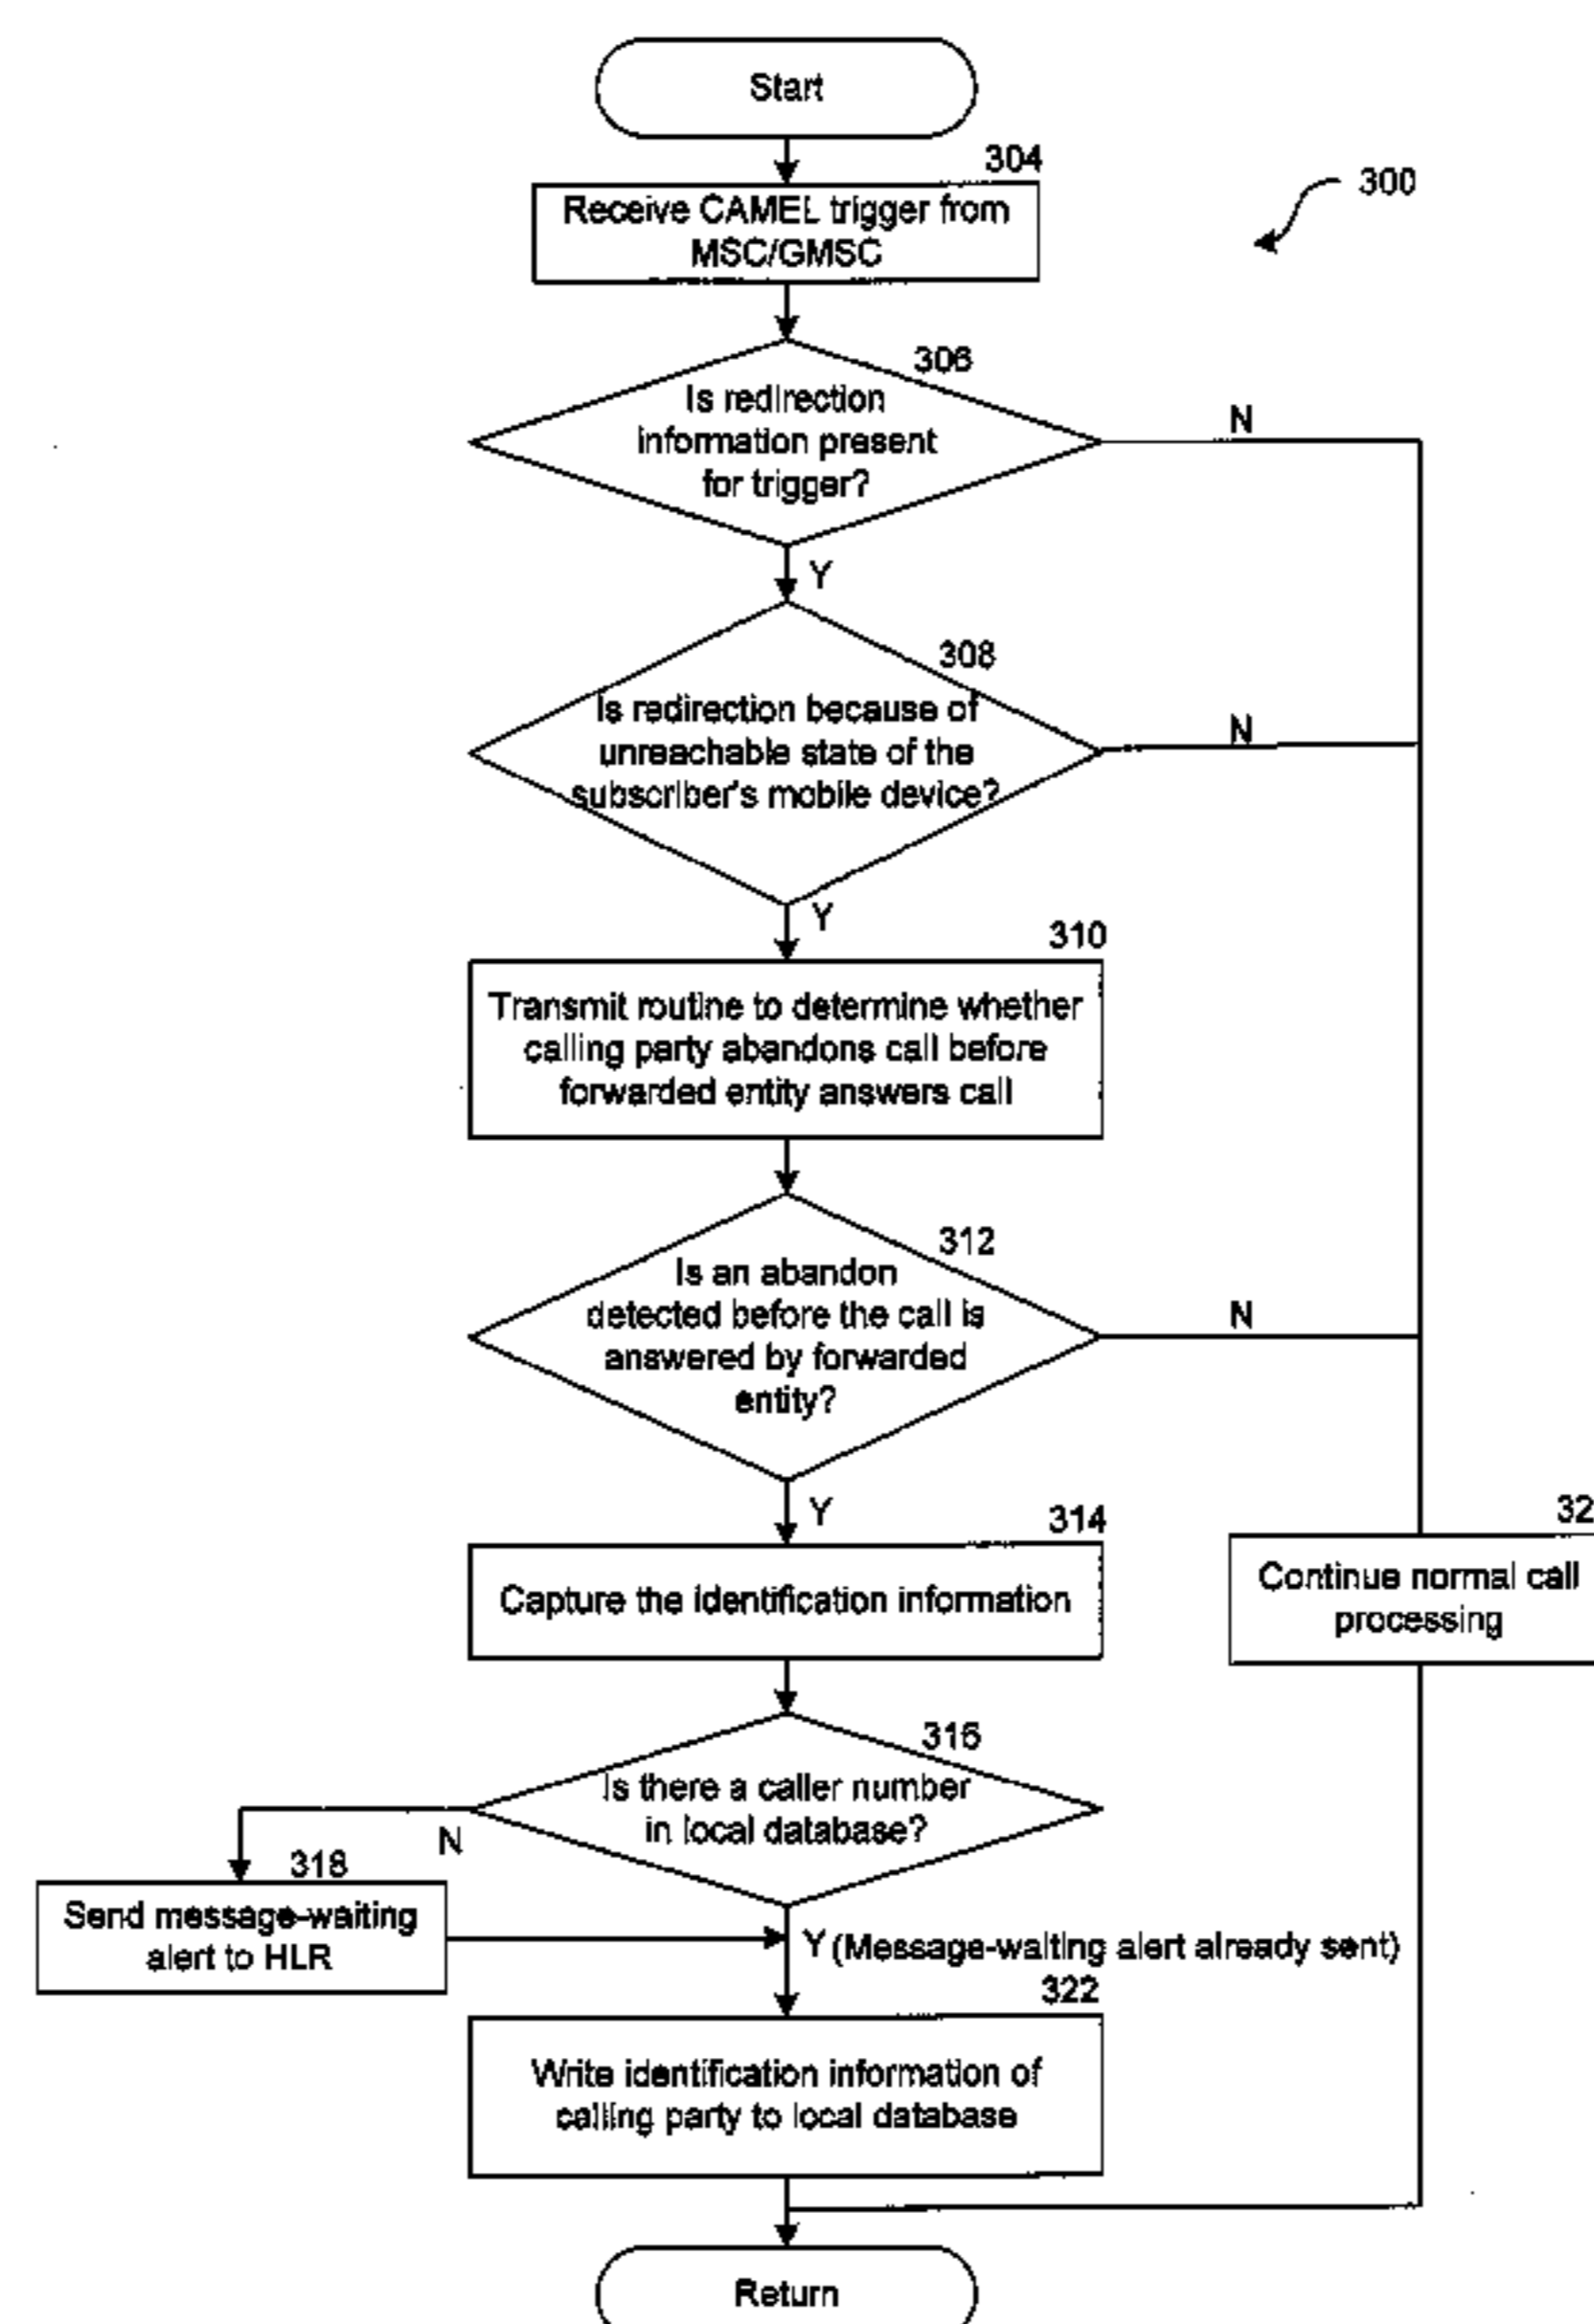 Start
304
Receive CAMEL trigger from
MSC/GMSC
300
306
Is redirection
information present
for trigger?
N
Y
308
Is redirection because of
unreachable state of the
subscriber's mobile device?
N
Y
310
Transmit routine to determine whether
calling party abandons call before
forwarded entity answers call
312
Is an abandon
detected before the call is
answered by forwarded
entity?
N
Y
314
Capture the identification information
32
Continue normal call
processing
316
Is there a caller number
in local database?
N
318
Send message-waiting
alert to HLR
Y (Message-waiting alert already sent)
322
Write identification information of
calling party to local database
Return